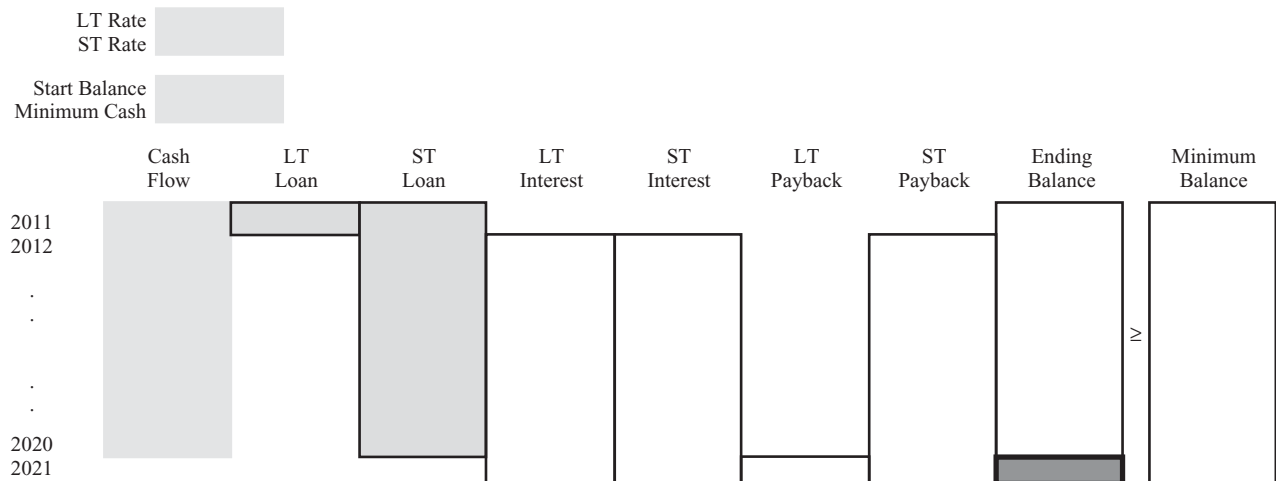 LT Rate
ST Rate
Start Balance
Minimum Cash
Cash LT ST LT ST LT ST Ending Minimum
Flow Loan Loan Interest Interest Payback Payback Balance Balance
2011
2012
.
.
≥
.
.
2020
2021